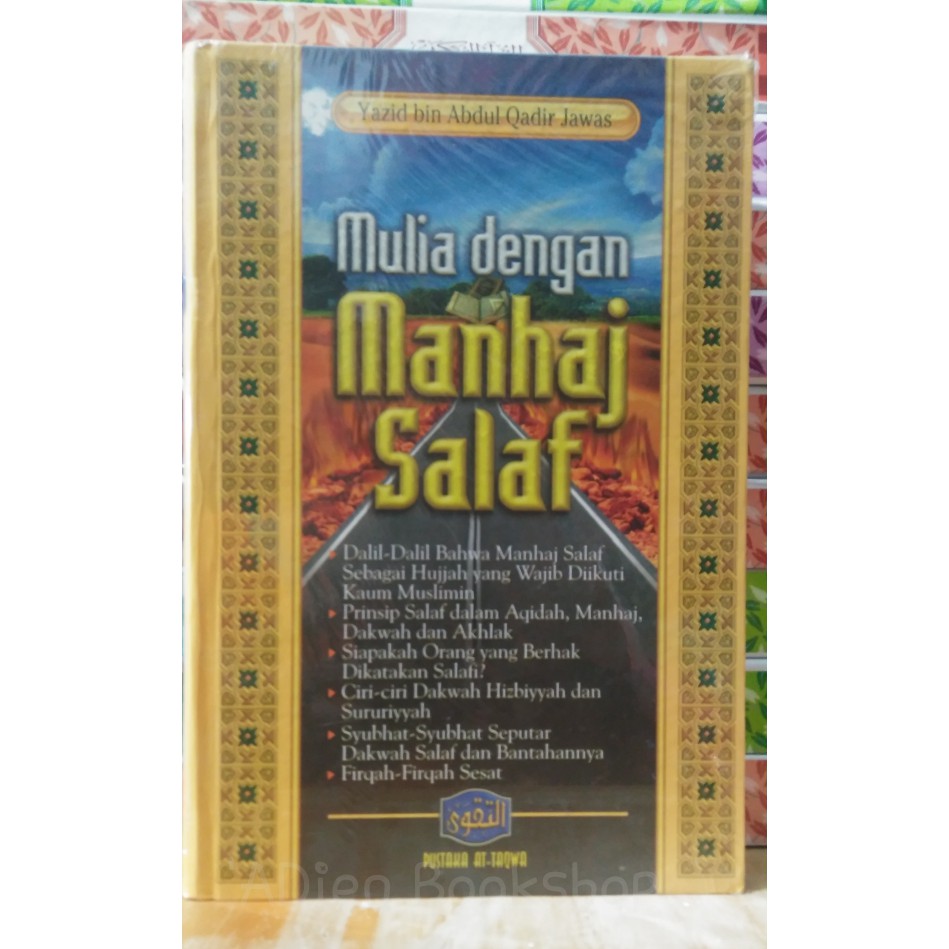 Yazid bin Abdul Qadir Jawas
Mulia dengan
Manhaj
Salaf
Dalil-Dalil Bahwa Manhaj Salaf
Sebagai Hujjah yang Wajib Diikuti
Kaum Muslimin
Prinsip Salaf dalam Aqidah, Manhaj,
Dakwah dan Akhlak
Siapakah Orang yang Berhak
Dikatakan Salafi?
Ciri-ciri Dakwah Hizbiyyah dan
Sururiyyah
Syubhat-Syubhat Seputar
Dakwah Salaf dan Bantahannya
Firqah-Firqah Sesat
التقوى
PUSTAKA AT-TAQWA
ADien Bookshop